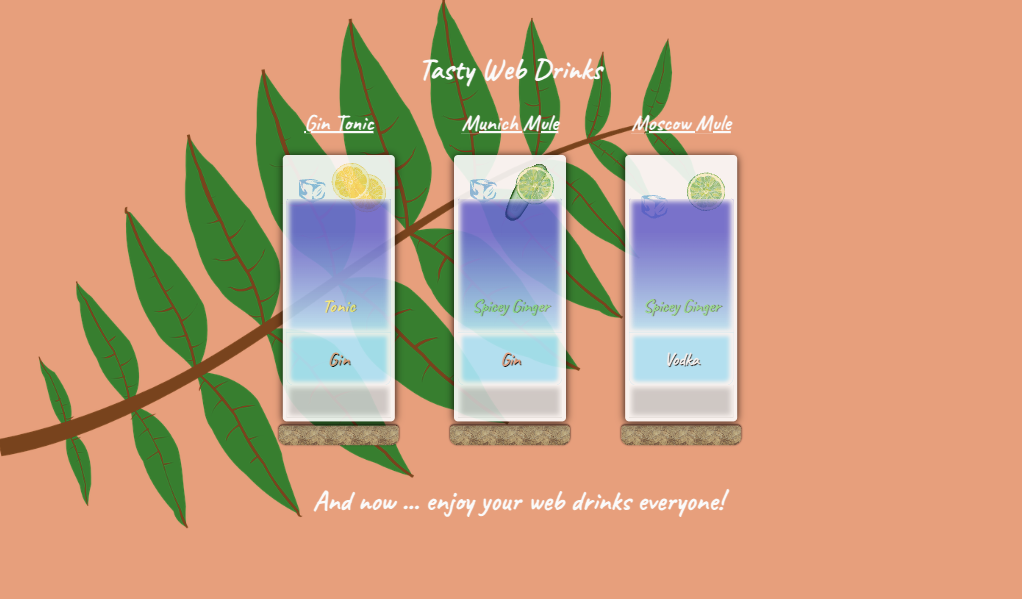 Tasty Web Drinks
Gin Tonic
Munich Mule
Moscow Mule
Tonic
Spicey Ginger
Spicey Ginger
Gin
Gin
Vodka
And now ... enjoy your web drinks everyone!